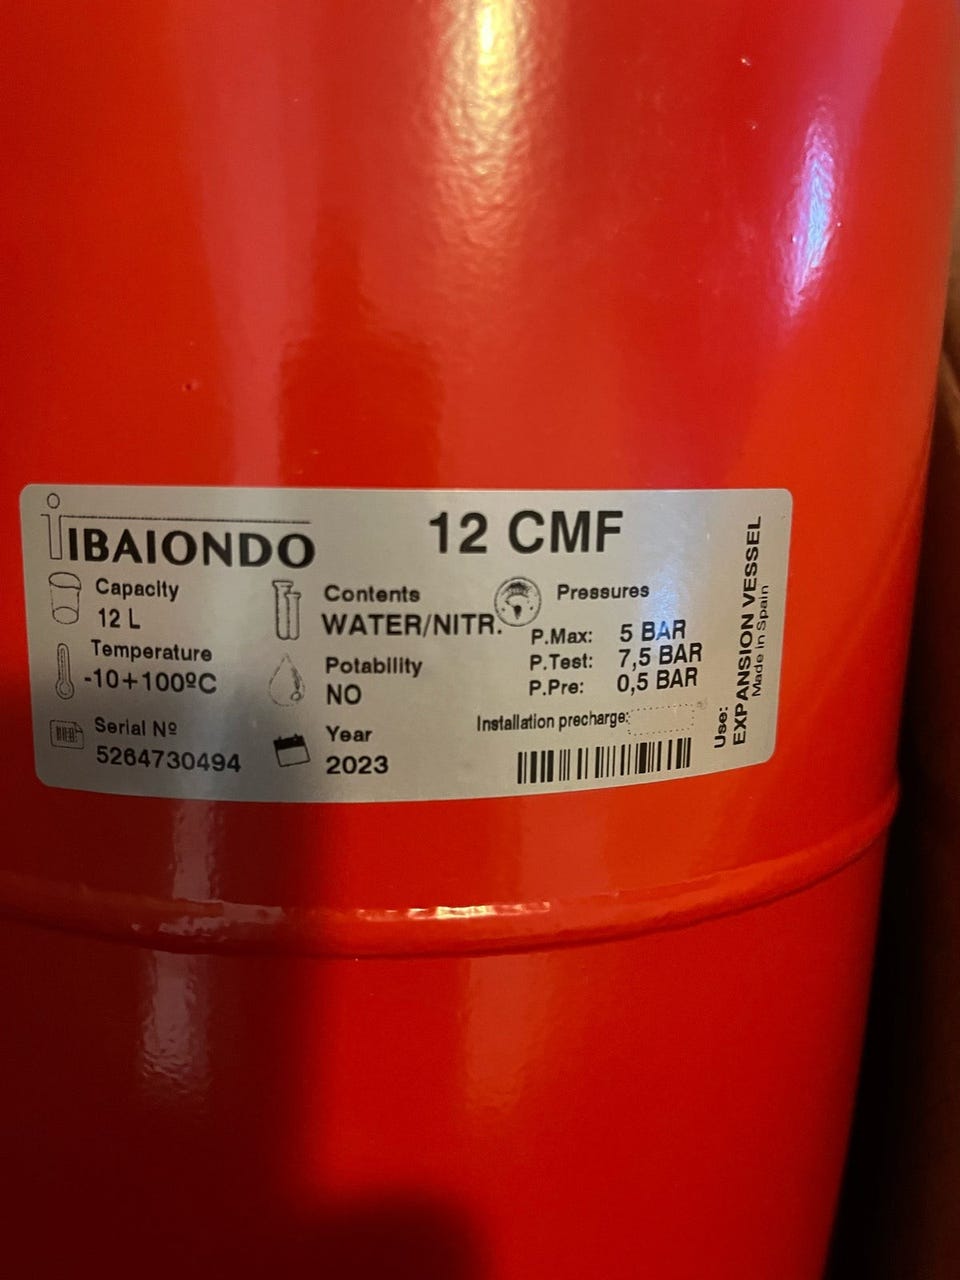 IBAIONDO
12 CMF
Capacity
12 L
Temperature
-10+100ºC
Serial Nº
5264730494
Contents
WATER/NITR.
Potability
NO
Year
2023
Pressures
P.Max: 5 BAR
P.Test: 7,5 BAR
P.Pre: 0,5 BAR
Installation precharge:
Use:
EXPANSION VESSEL
Made in Spain